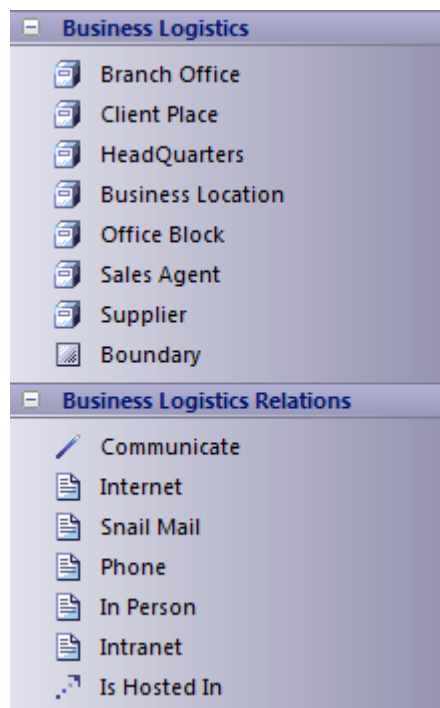 Business Logistics
Branch Office
Client Place
HeadQuarters
Business Location
Office Block
Sales Agent
Supplier
Boundary
Business Logistics Relations
Communicate
Internet
Snail Mail
Phone
In Person
Intranet
Is Hosted In